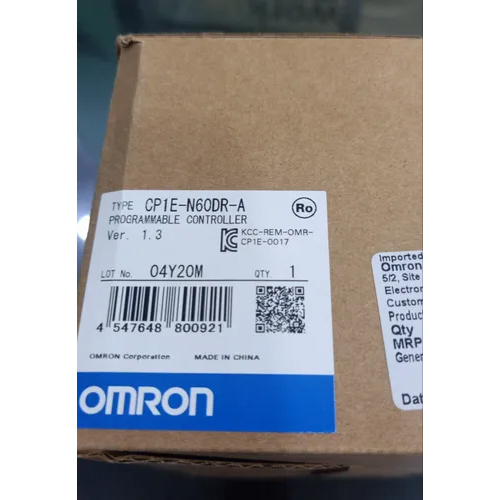 TYPE CP1E-N60DR-A
PROGRAMMABLE CONTROLLER
Ver. 1.3
Ro
KCC-REM-OMR-
CP1E-0017
LOT No. 04Y20M QTY. 1
4 547648 800921
OMRON Corporation MADE IN CHINA
OMRON
Imported
Omron
5/2, Site
Electron
Custom
Produc
Qty
MRP
Gener
Dat